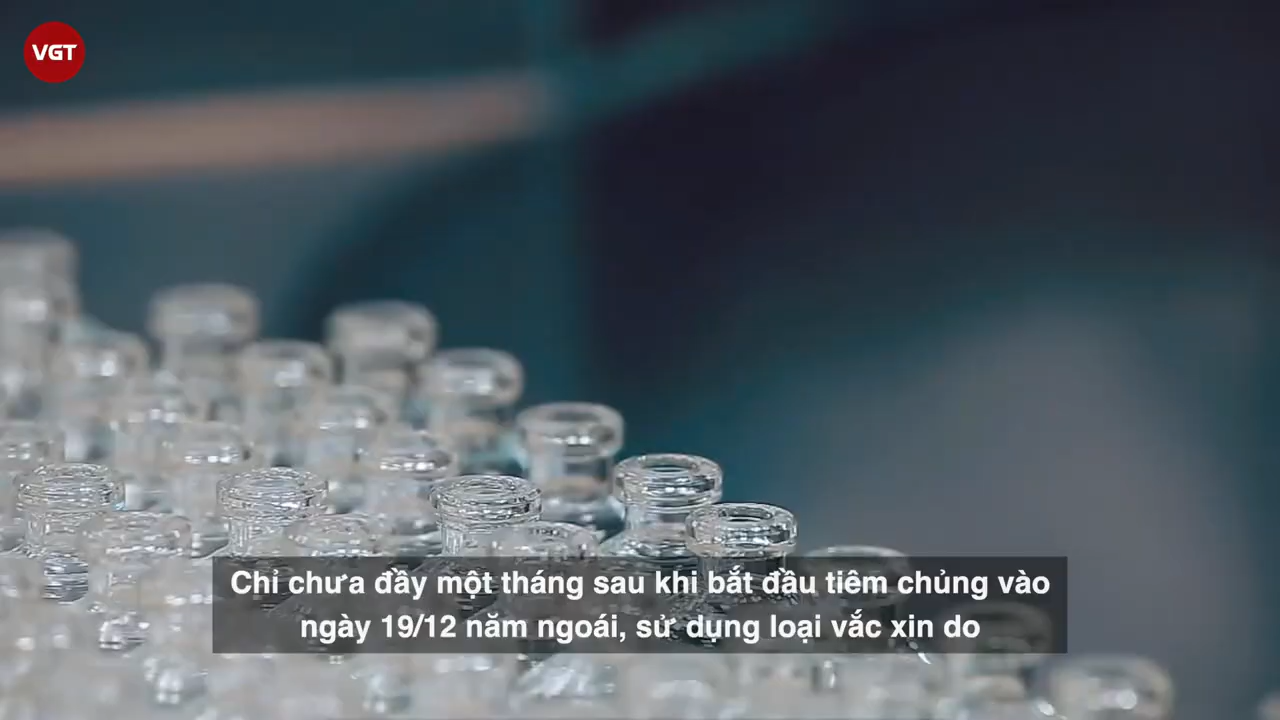 VGT
Chỉ chưa đầy một tháng sau khi bắt đầu tiêm chủng vào
ngày 19/12 năm ngoái, sử dụng loại vắc xin do